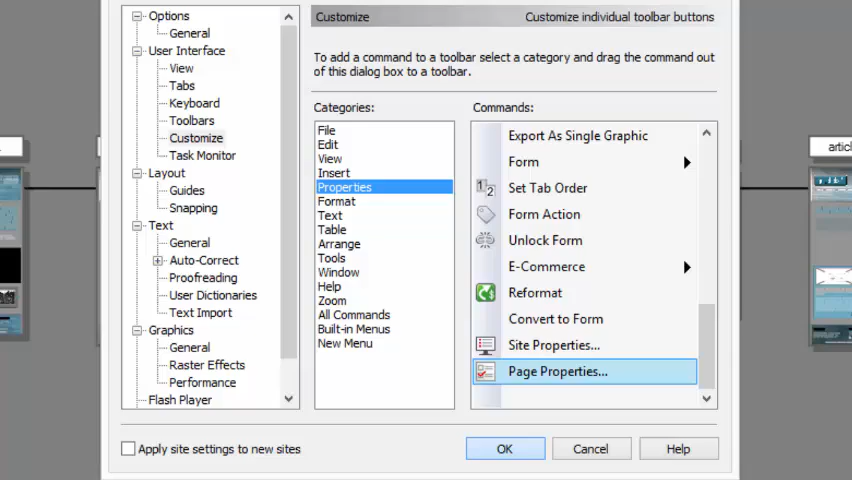 Options
General
User Interface
View
Tabs
Keyboard
Toolbars
Customize
Task Monitor
Layout
Guides
Snapping
Text
General
Auto-Correct
Proofreading
User Dictionaries
Text Import
Graphics
General
Raster Effects
Performance
Flash Player
Customize
Customize individual toolbar buttons
To add a command to a toolbar select a category and drag the command out
of this dialog box to a toolbar.
Categories:
File
Edit
View
Insert
Properties
Format
Text
Table
Arrange
Tools
Window
Help
Zoom
All Commands
Built-in Menus
New Menu
Commands:
Export As Single Graphic
Form
Set Tab Order
Form Action
Unlock Form
E-Commerce
Reformat
Convert to Form
Site Properties...
Page Properties...
Apply site settings to new sites
OK
Cancel
Help